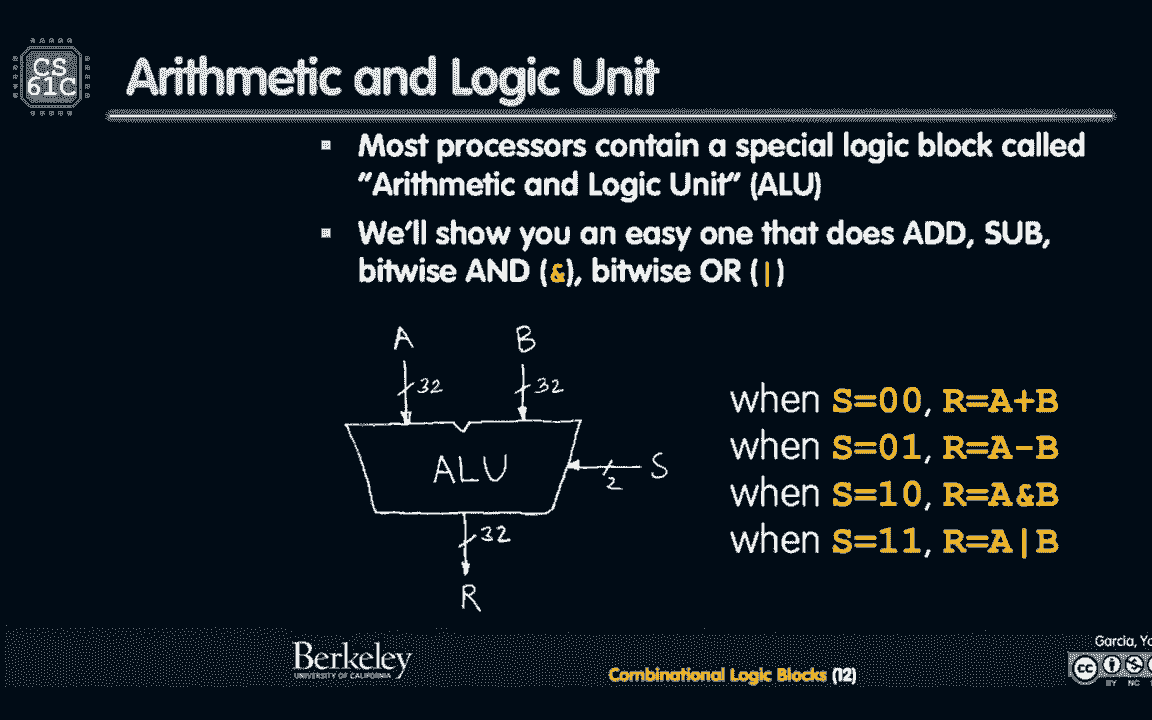 CS
61C
Arithmetic and Logic Unit
Most processors contain a special logic block called
"Arithmetic and Logic Unit" (ALU)
We'll show you an easy one that does ADD, SUB,
bitwise AND (&), bitwise OR (|)
A
B
32
32
ALU
S
2
32
R
when S=00, R=A+B
when S=01, R=A-B
when S=10, R=A&B
when S=11, R=A|B
Berkeley
UNIVERSITY OF CALIFORNIA
Combinational Logic Blocks (12)
Garcia,
cc
BY NC